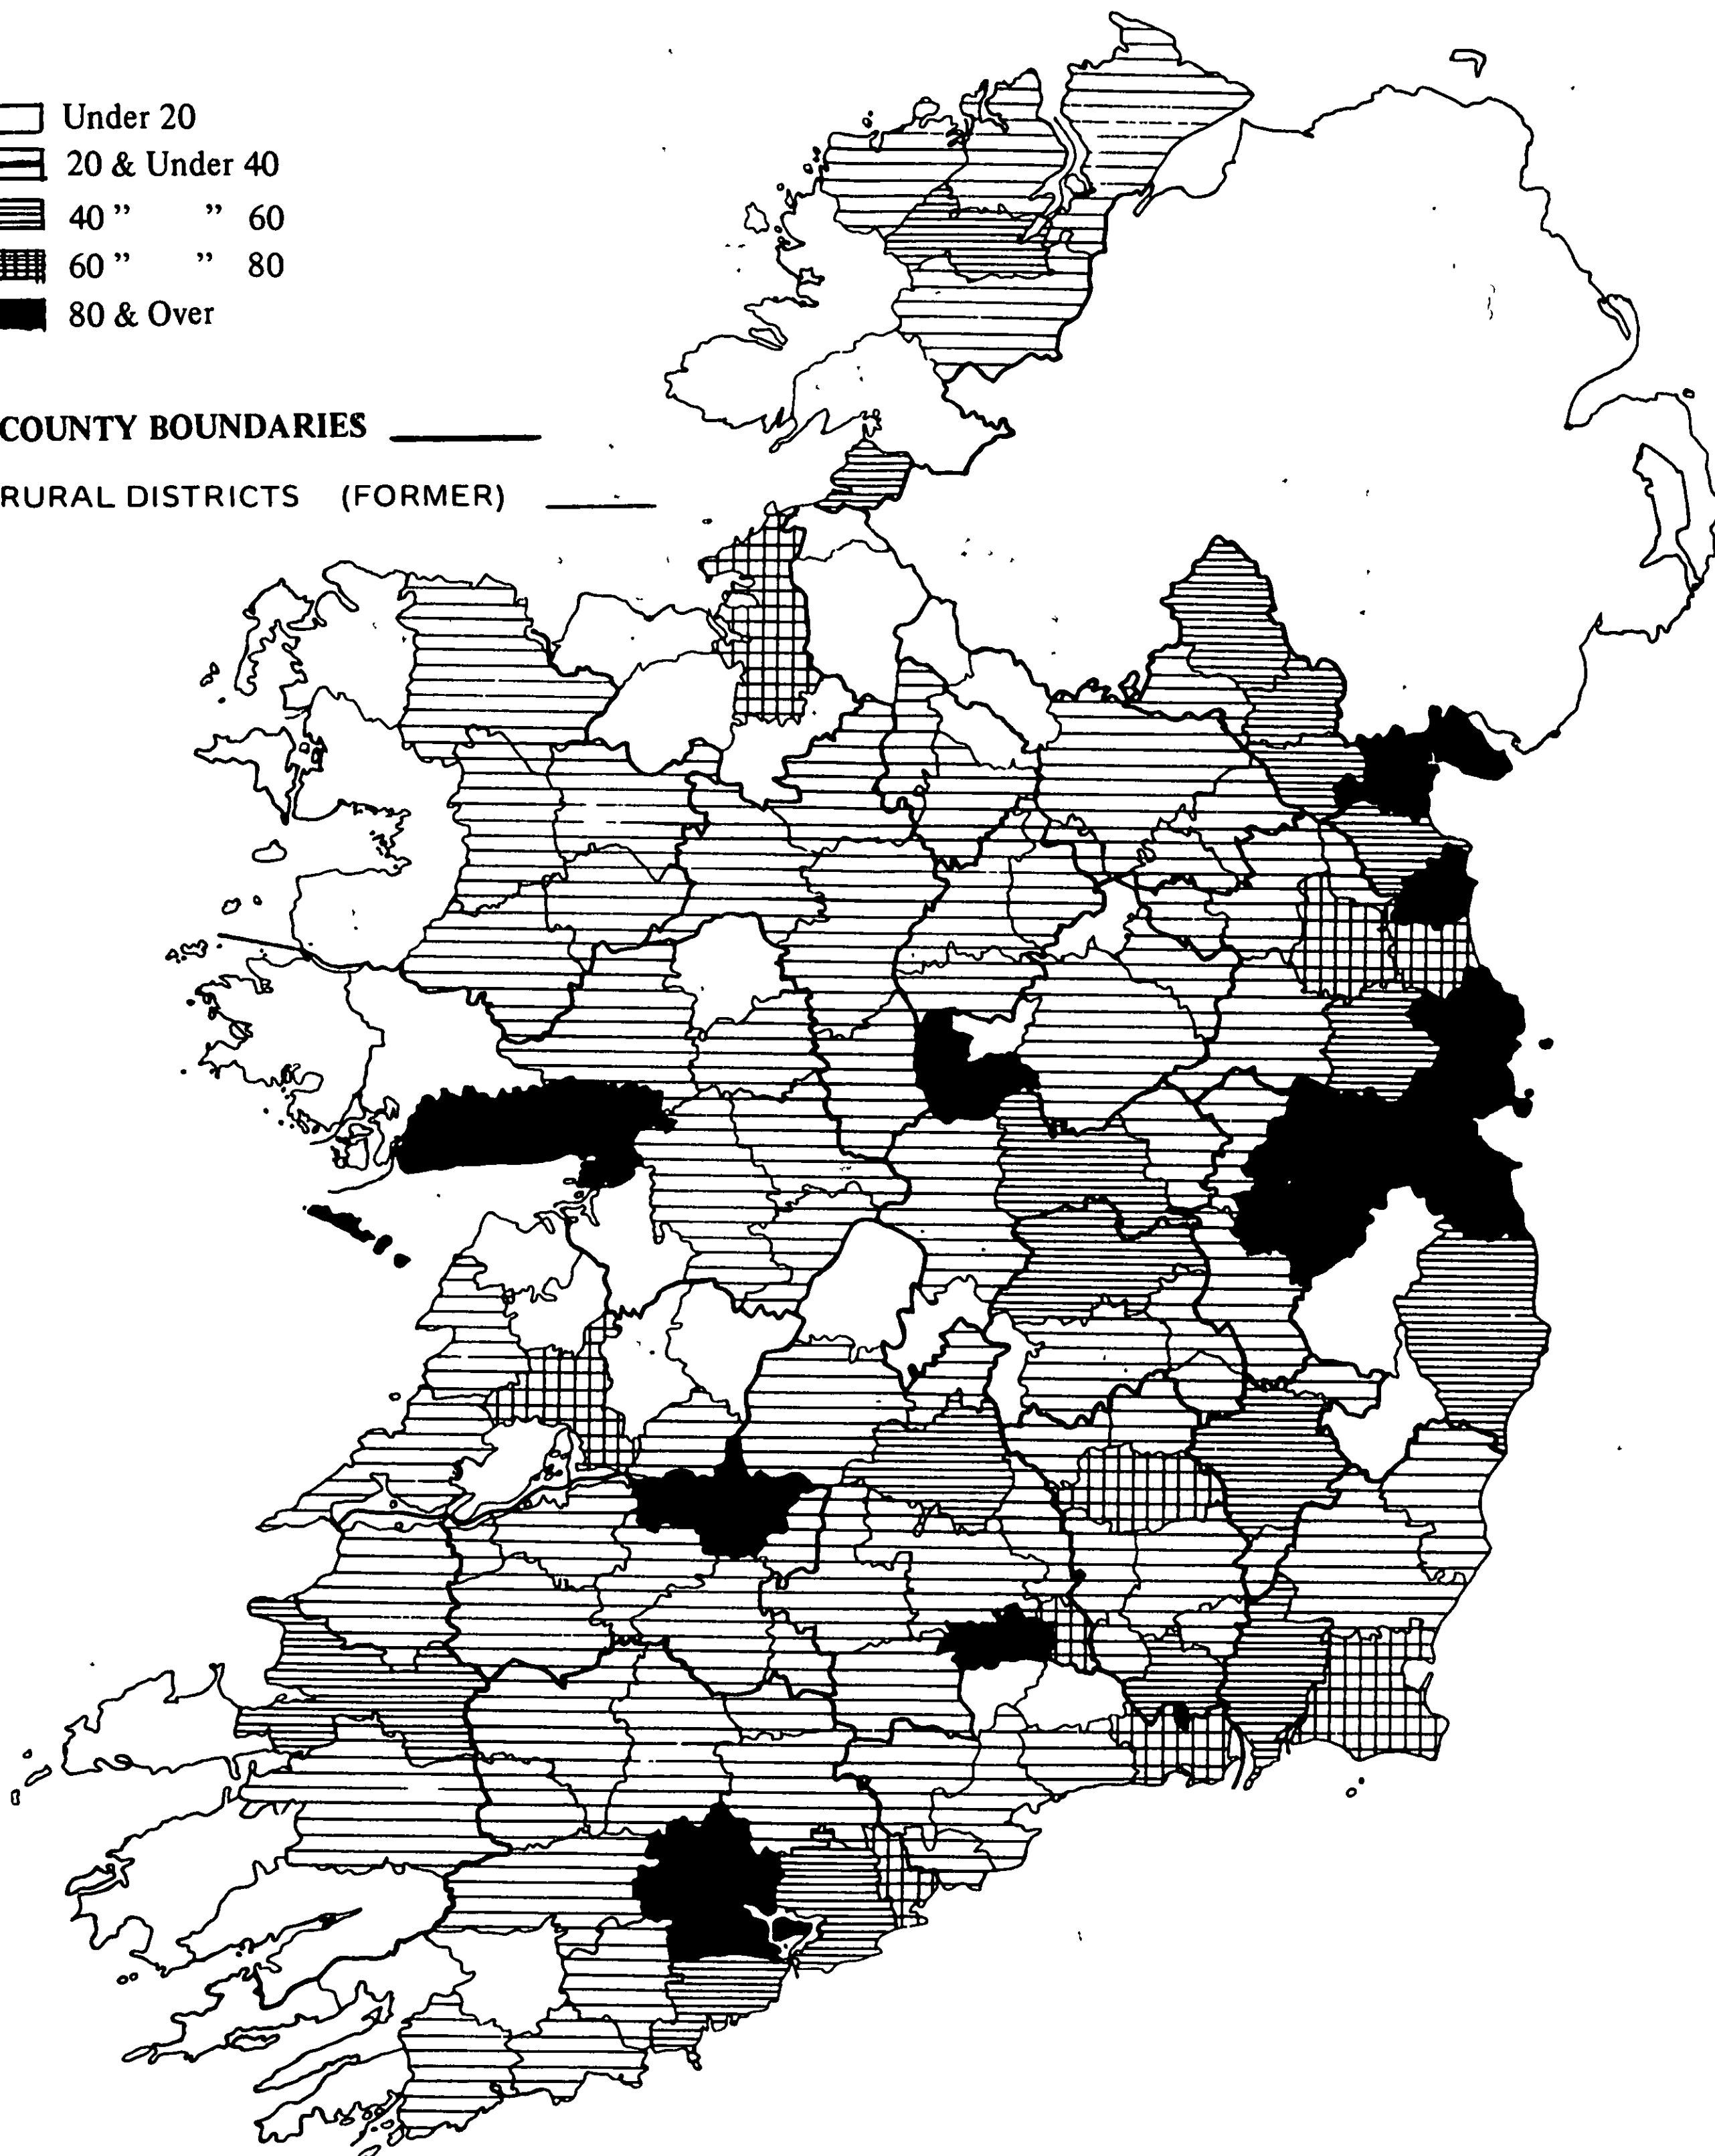 Under 20
20 & Under 40
40 ” ” 60
60 ” ” 80
80 & Over
COUNTY BOUNDARIES
RURAL DISTRICTS (FORMER)